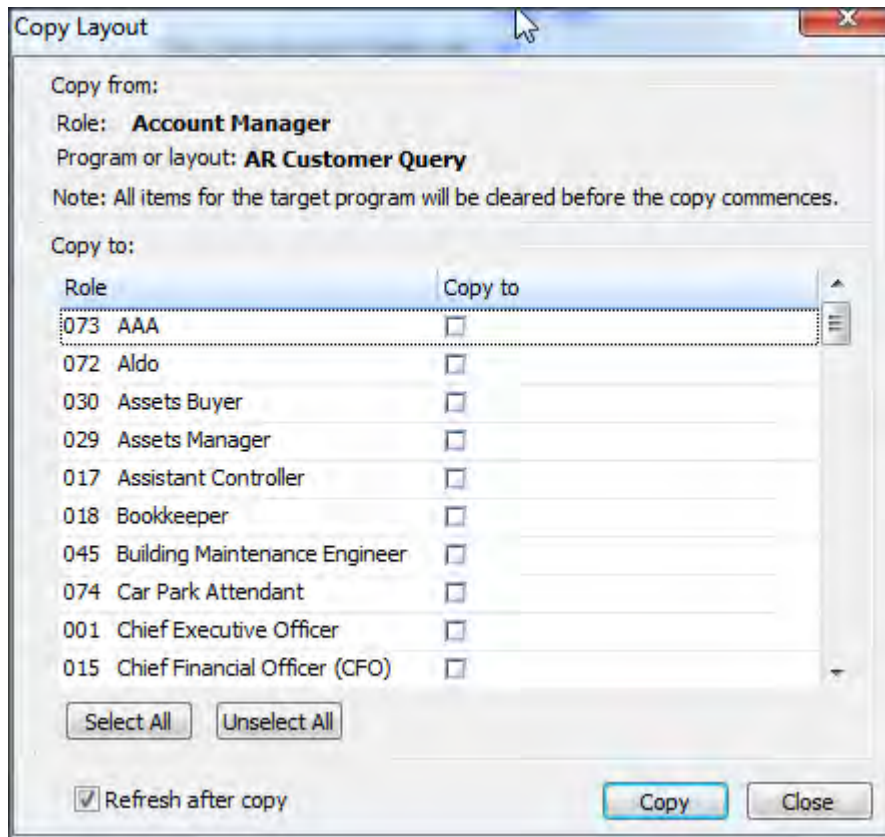 Copy Layout
Copy from:
Role: Account Manager
Program or layout: AR Customer Query
Note: All items for the target program will be cleared before the copy commences.
Copy to:
Role Copy to
073 AAA
072 Aldo
030 Assets Buyer
029 Assets Manager
017 Assistant Controller
018 Bookkeeper
045 Building Maintenance Engineer
074 Car Park Attendant
001 Chief Executive Officer
015 Chief Financial Officer (CFO)
Select All Unselect All
Refresh after copy Copy Close